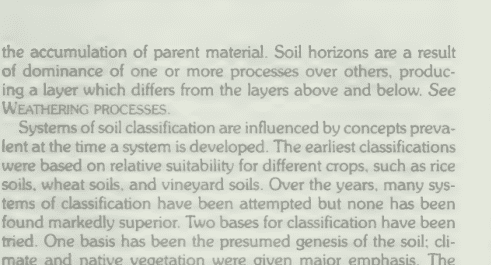 the accumulation of parent material. Soil horizons are a result
of dominance of one or more processes over others, produc-
ing a layer which differs from the layers above and below. See
WEATHERING PROCESSES.
Systems of soil classification are influenced by concepts preva-
lent at the time a system is developed. The earliest classifications
were based on relative suitability for different crops, such as rice
soils, wheat soils, and vineyard soils. Over the years, many sys-
tems of classification have been attempted but none has been
found markedly superior. Two bases for classification have been
tried. One basis has been the presumed genesis of the soil; cli-
mate and native vegetation were given major emphasis. The